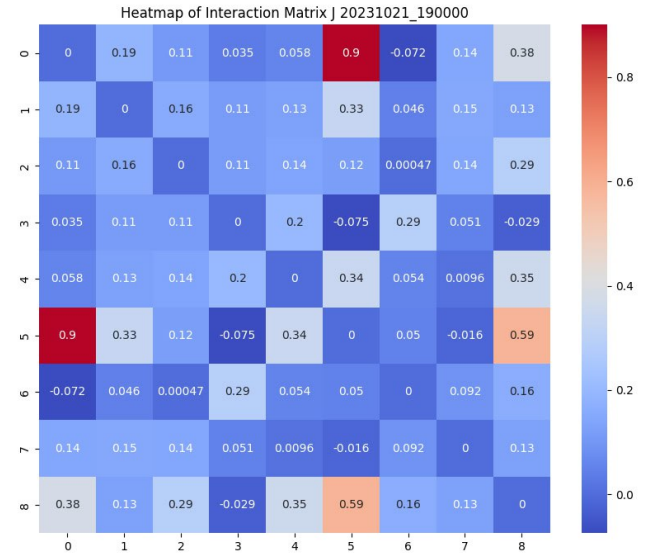 Heatmap of Interaction Matrix J 20231021_190000
0 0 0.19 0.11 0.035 0.058 0.9 -0.072 0.14 0.38
1 0.19 0 0.16 0.11 0.13 0.33 0.046 0.15 0.13
2 0.11 0.16 0 0.11 0.14 0.12 0.00047 0.14 0.29
3 0.035 0.11 0.11 0 0.2 -0.075 0.29 0.051 -0.029
4 0.058 0.13 0.14 0.2 0 0.34 0.054 0.0096 0.35
5 0.9 0.33 0.12 -0.075 0.34 0 0.05 -0.016 0.59
6 -0.072 0.046 0.00047 0.29 0.054 0.05 0 0.092 0.16
7 0.14 0.15 0.14 0.051 0.0096 -0.016 0.092 0 0.13
8 0.38 0.13 0.29 -0.029 0.35 0.59 0.16 0.13 0
0 1 2 3 4 5 6 7 8
0.8
0.6
0.4
0.2
0.0